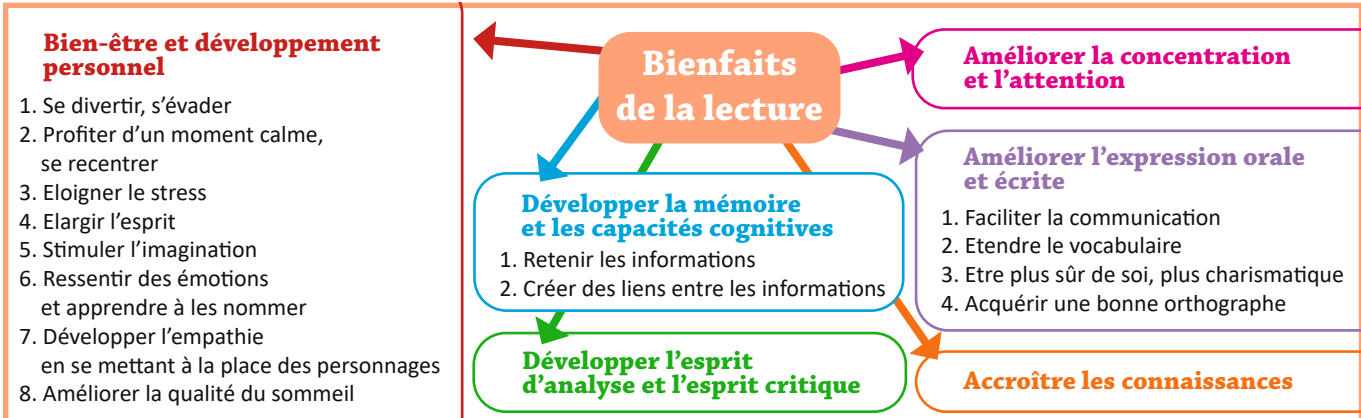 Bienfaits
de la lecture
Bien-être et développement
personnel
1. Se divertir, s’évader
2. Profiter d’un moment calme,
se recentrer
3. Eloigner le stress
4. Elargir l’esprit
5. Stimuler l’imagination
6. Ressentir des émotions
et apprendre à les nommer
7. Développer l’empathie
en se mettant à la place des personnages
8. Améliorer la qualité du sommeil
Développer la mémoire
et les capacités cognitives
1. Retenir les informations
2. Créer des liens entre les informations
Développer l’esprit
d’analyse et l’esprit critique
Améliorer la concentration
et l’attention
Améliorer l’expression orale
et écrite
1. Faciliter la communication
2. Etendre le vocabulaire
3. Etre plus sûr de soi, plus charismatique
4. Acquérir une bonne orthographe
Accroître les connaissances